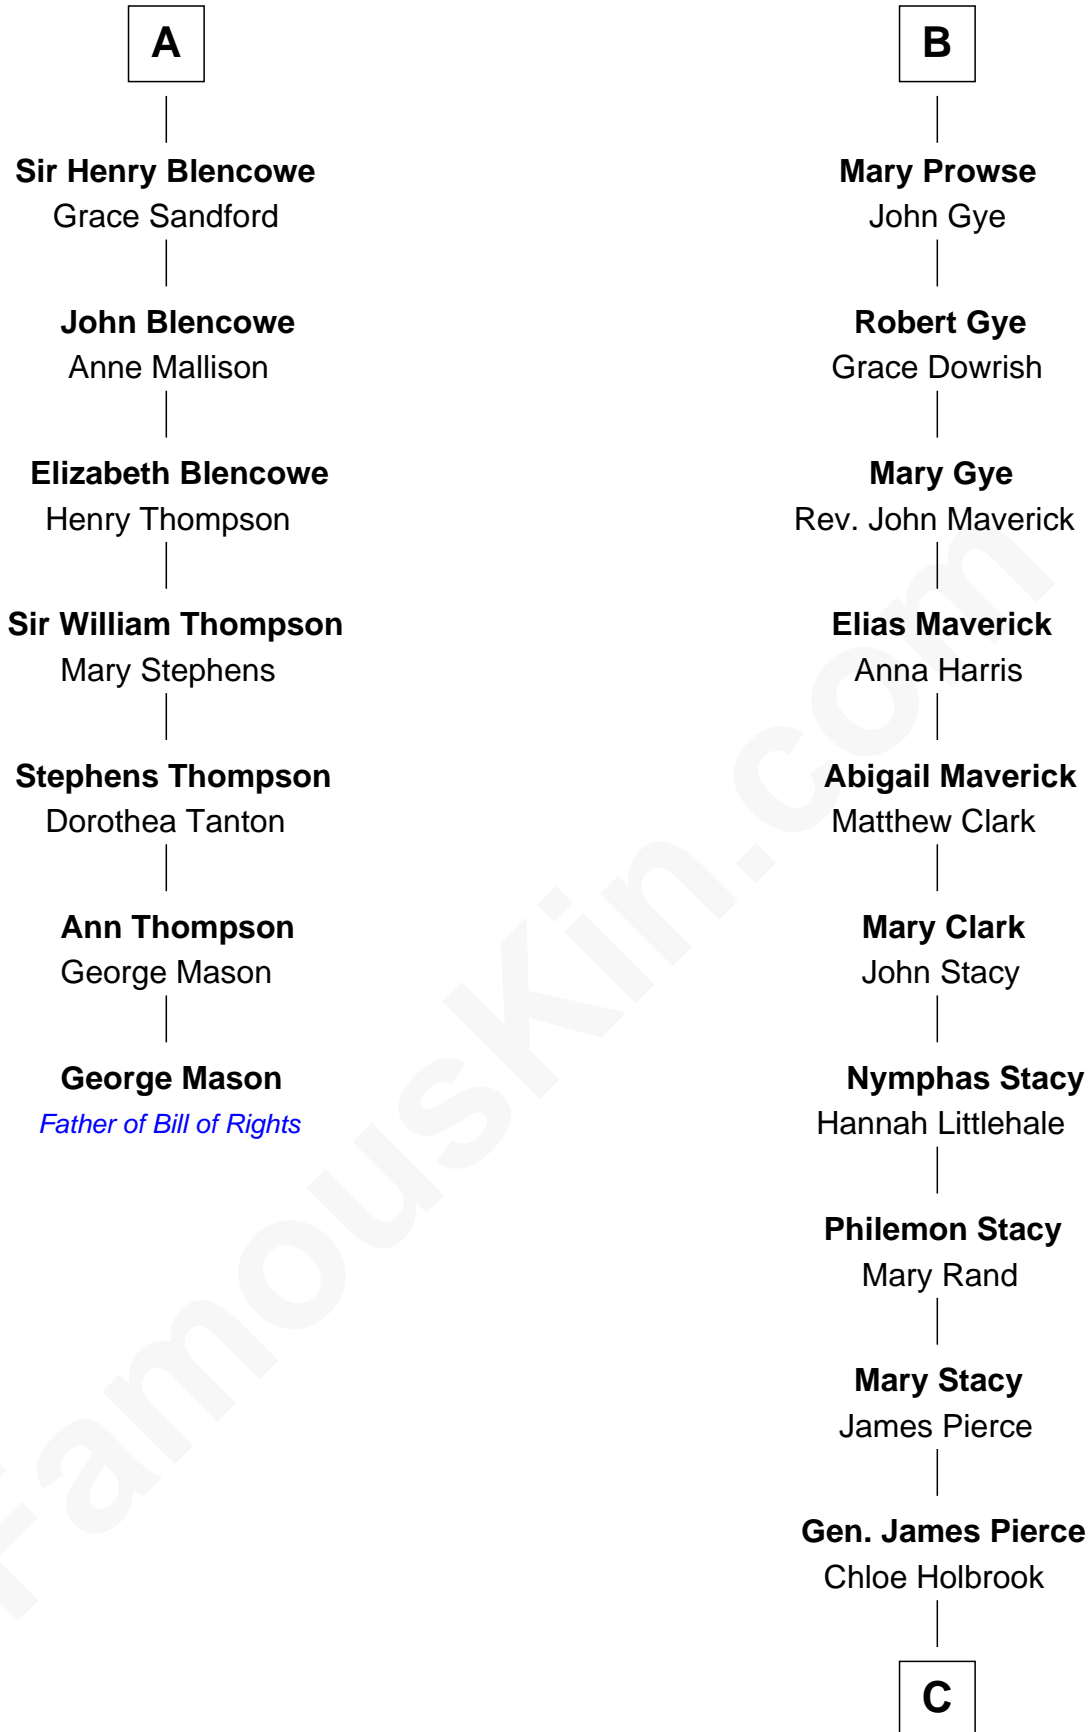 A
Sir Henry Blencowe
Grace Sandford
John Blencowe
Anne Mallison
Elizabeth Blencowe
Henry Thompson
Sir William Thompson
Mary Stephens
Stephens Thompson
Dorothea Tanton
Ann Thompson
George Mason
George Mason
Father of Bill of Rights
B
Mary Prowse
John Gye
Robert Gye
Grace Dowrish
Mary Gye
Rev. John Maverick
Elias Maverick
Anna Harris
Abigail Maverick
Matthew Clark
Mary Clark
John Stacy
Nymphas Stacy
Hannah Littlehale
Philemon Stacy
Mary Rand
Mary Stacy
James Pierce
Gen. James Pierce
Chloe Holbrook
C
FamousKin.com